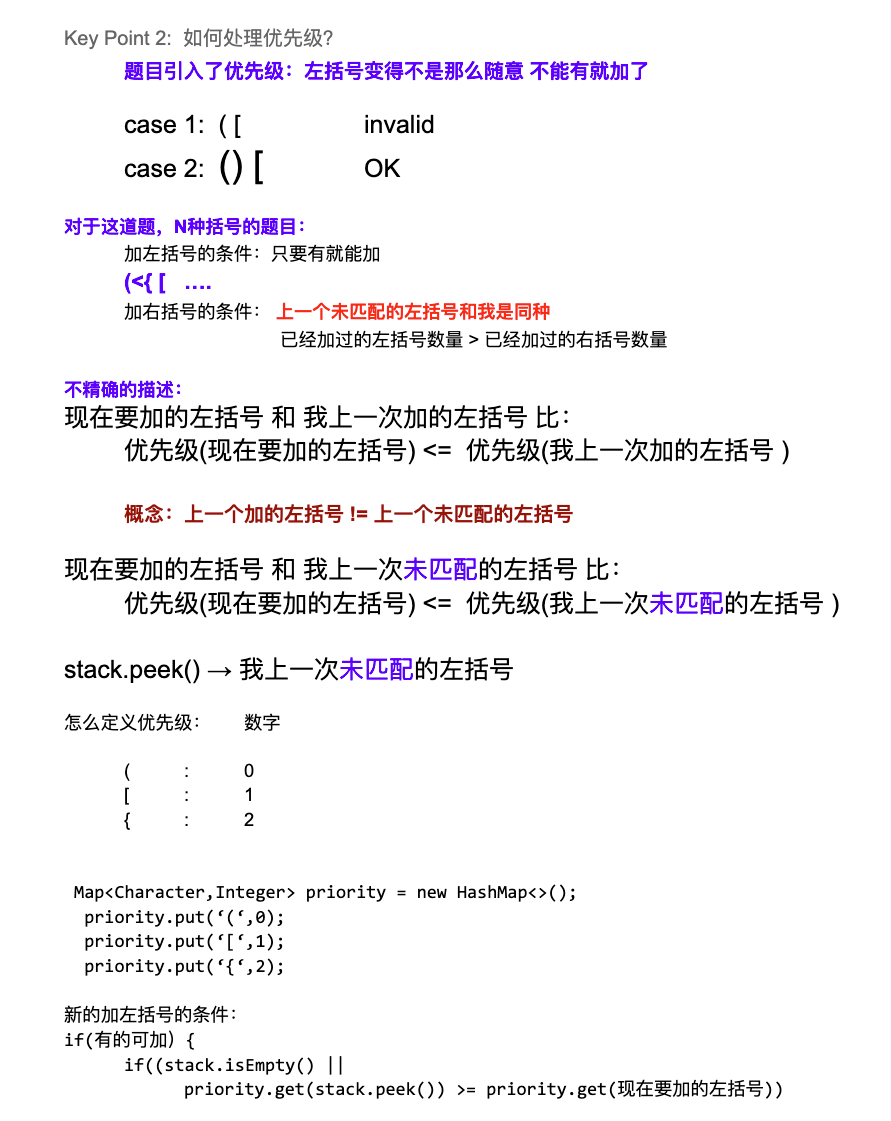 Key Point 2: 如何处理优先级?
题目引入了优先级：左括号变得不是那么随意 不能有就加了
case 1: ( [ invalid
case 2: () [ OK
对于这道题，N种括号的题目：
加左括号的条件：只要有就能加
(<{ [ ....
加右括号的条件： 上一个未匹配的左括号和我是同种
已经加过的左括号数量 > 已经加过的右括号数量
不精确的描述：
现在要加的左括号 和 我上一次加的左括号 比：
优先级(现在要加的左括号) <= 优先级(我上一次加的左括号 )
概念：上一个加的左括号 != 上一个未匹配的左括号
现在要加的左括号 和 我上一次未匹配的左括号 比：
优先级(现在要加的左括号) <= 优先级(我上一次未匹配的左括号 )
stack.peek() → 我上一次未匹配的左括号
怎么定义优先级： 数字
( : 0
[ : 1
{ : 2
Map<Character,Integer> priority = new HashMap<>();
priority.put(‘(‘,0);
priority.put(‘[‘,1);
priority.put(‘{‘,2);
新的加左括号的条件：
if(有的可加）{
if((stack.isEmpty() ||
priority.get(stack.peek()) >= priority.get(现在要加的左括号))